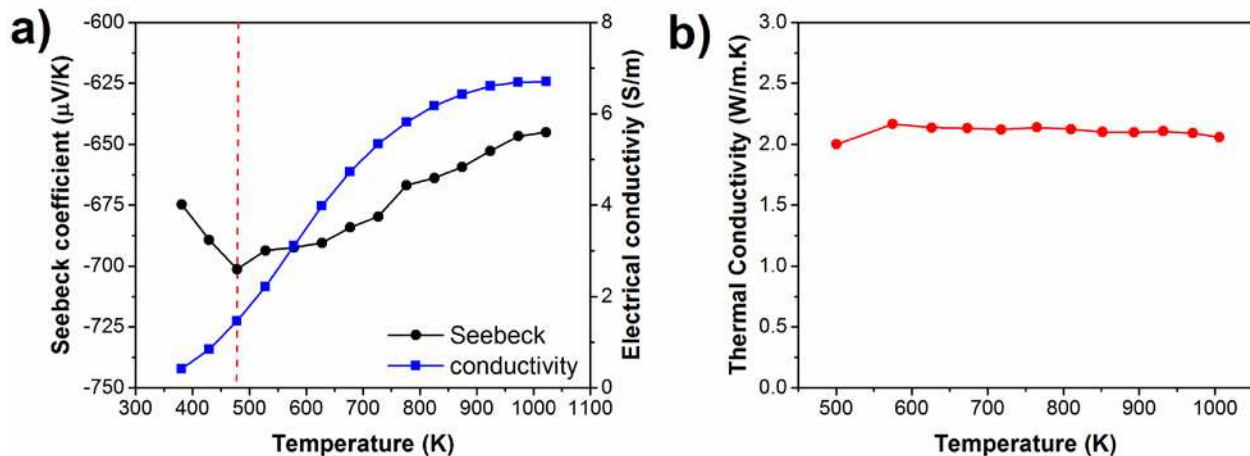 a)
-600
-625
-650
-675
-700
-725
-750
Seebeck coefficient (μV/K)
8
6
4
2
0
Electrical conductiviy (S/m)
Seebeck
conductivity
300 400 500 600 700 800 900 1000 1100
Temperature (K)
b)
3.0
2.5
2.0
1.5
1.0
0.5
0.0
Thermal Conductivity (W/m.K)
500 600 700 800 900 1000
Temperature (K)